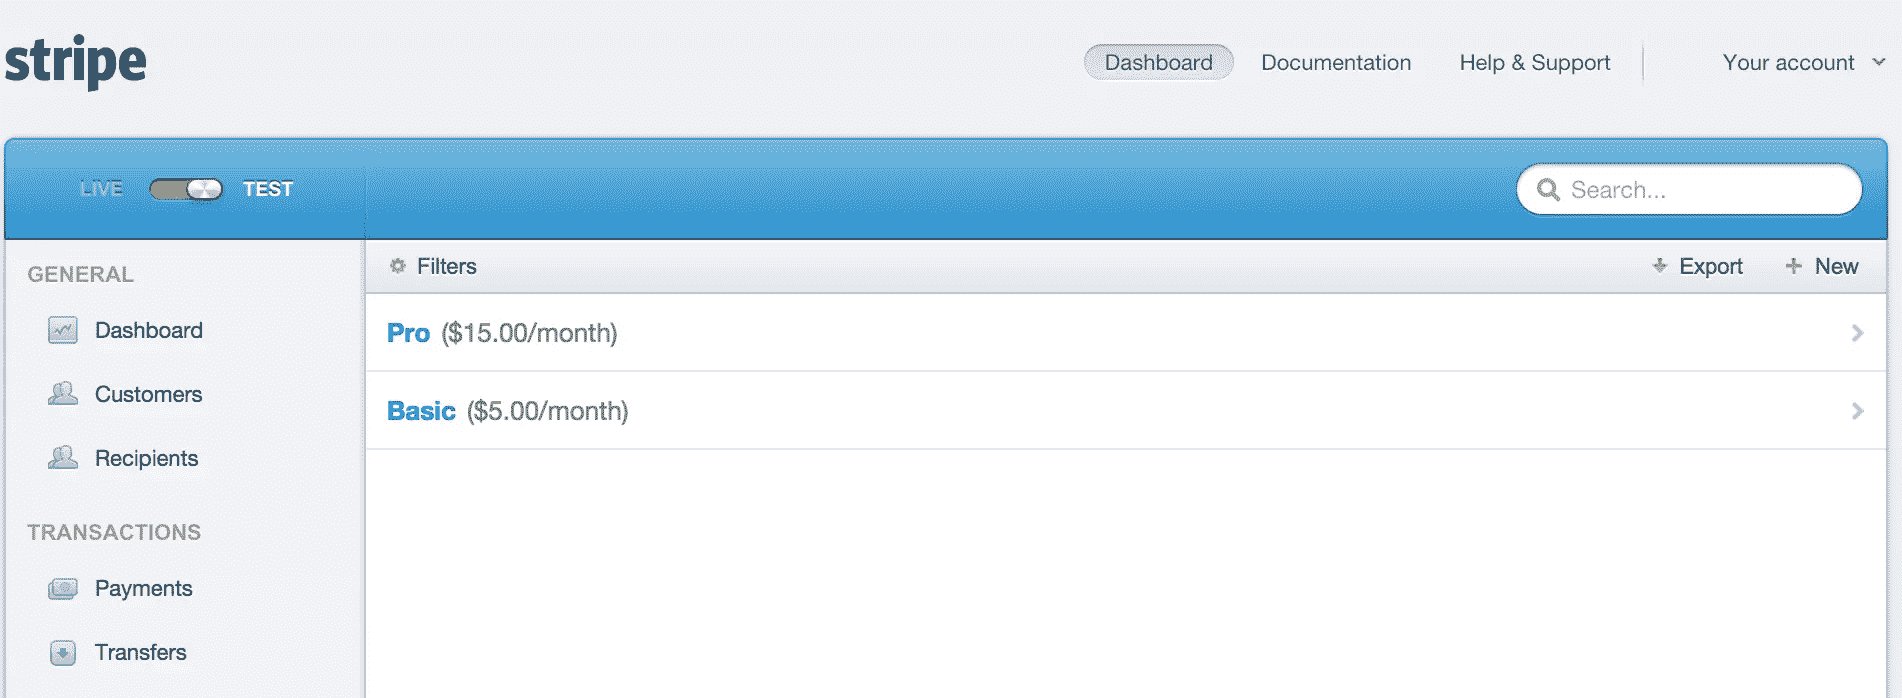 stripe
Dashboard Documentation Help & Support Your account
LIVE TEST Search...
GENERAL
Dashboard
Customers
Recipients
TRANSACTIONS
Payments
Transfers
Filters Export New
Pro ($15.00/month)
Basic ($5.00/month)